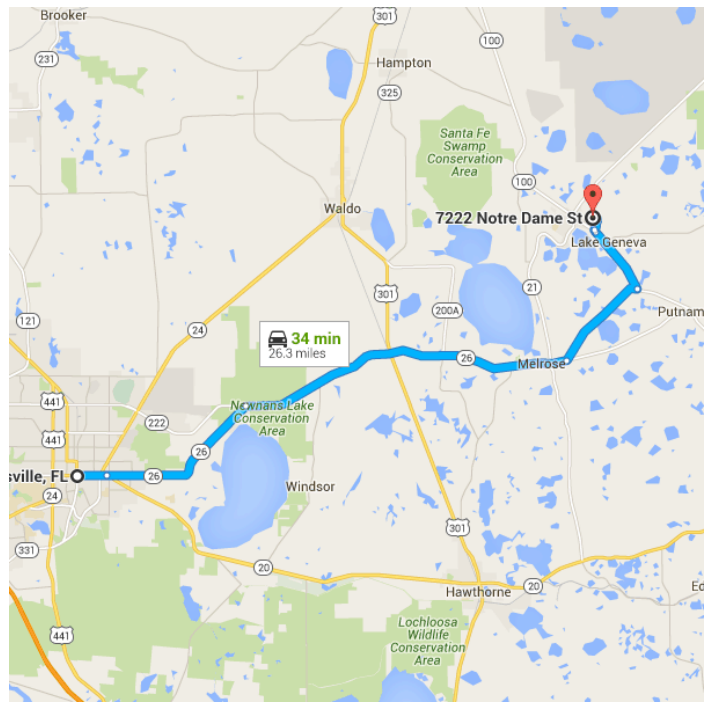 Brooker
301
100
231
Hampton
325
Santa Fe
Swamp
Conservation
Area
100
Waldo
7222 Notre Dame St
Lake Geneva
301
21
200A
Putnam
121
24
34 min
26.3 miles
26
Melrose
441
222
Newnans Lake
Conservation
Area
441
26
sville, FL
26
24
Windsor
301
331
20
20
Hawthorne
Ed
441
Lochloosa
Wildlife
Conservation
Area